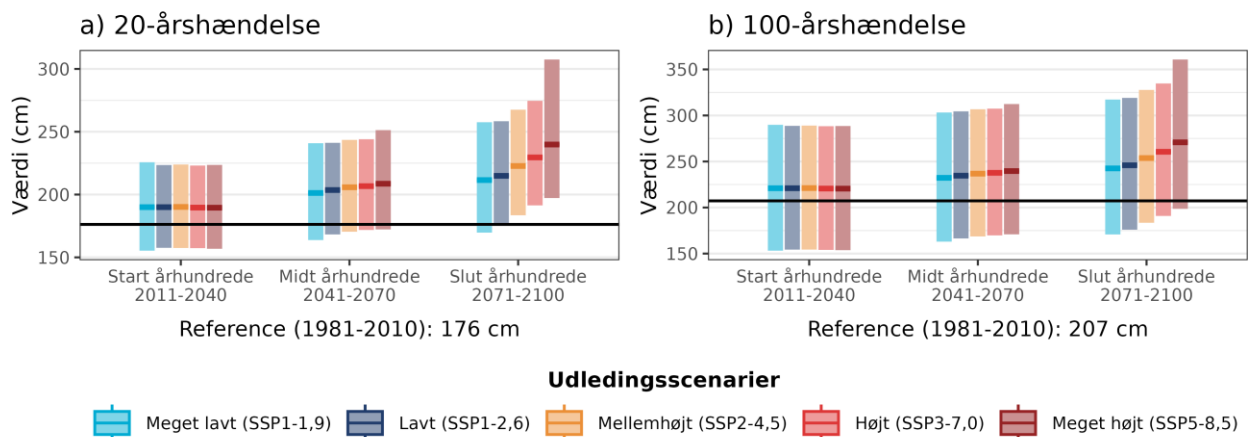 a) 20-årshændelse
Værdi (cm)
300
250
200
150
Start århundrede
2011-2040
Midt århundrede
2041-2070
Slut århundrede
2071-2100
Reference (1981-2010): 176 cm
b) 100-årshændelse
Værdi (cm)
350
300
250
200
150
Start århundrede
2011-2040
Midt århundrede
2041-2070
Slut århundrede
2071-2100
Reference (1981-2010): 207 cm
Udledingsscenarier
Meget lavt (SSP1-1,9)
Lavt (SSP1-2,6)
Mellemhøjt (SSP2-4,5)
Højt (SSP3-7,0)
Meget højt (SSP5-8,5)